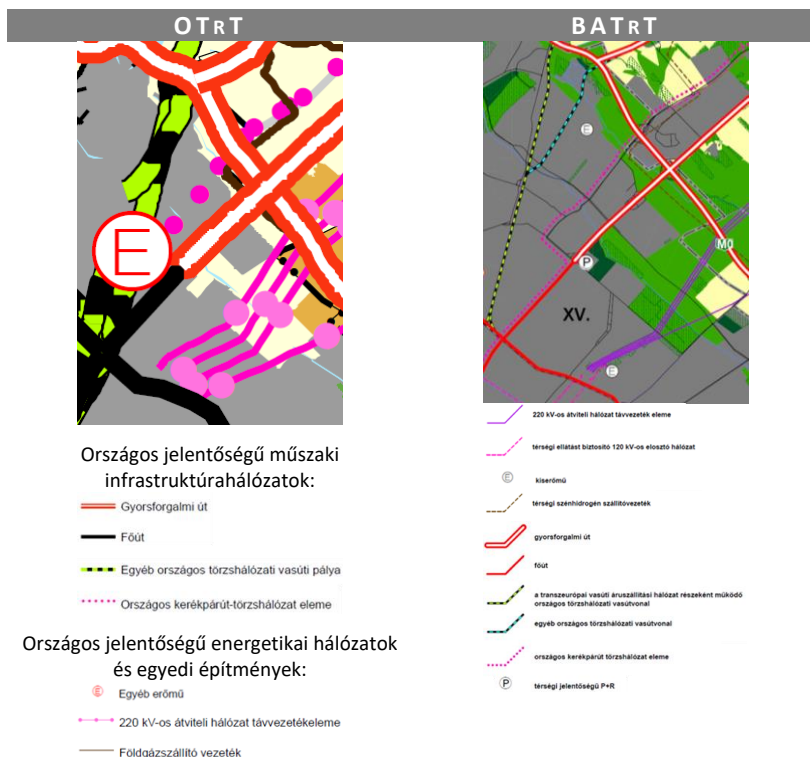 OTRT
BATRT
E
E
M0
P
XV.
E
Országos jelentőségű műszaki
infrastruktúrahálózatok:
Gyorsforgalmi út
Főút
Egyéb országos törzshálózati vasúti pálya
Országos kerékpárút-törzshálózat eleme
Országos jelentőségű energetikai hálózatok
és egyedi építmények:
E Egyéb erőmű
220 kV-os átviteli hálózat távvezetékeleme
Földgázszállító vezeték
220 kV-os átviteli hálózat távvezeték eleme
térségi ellátást biztosító 120 kV-os elosztó hálózat
E kiserőmű
térségi szénhidrogén szállítóvezeték
gyorsforgalmi út
főút
a transzeurópai vasúti áruszállítási hálózat részeként működő
országos törzshálózati vasútvonal
egyéb országos törzshálózati vasútvonal
országos kerékpárút törzshálózat eleme
P térségi jelentőségű P+R